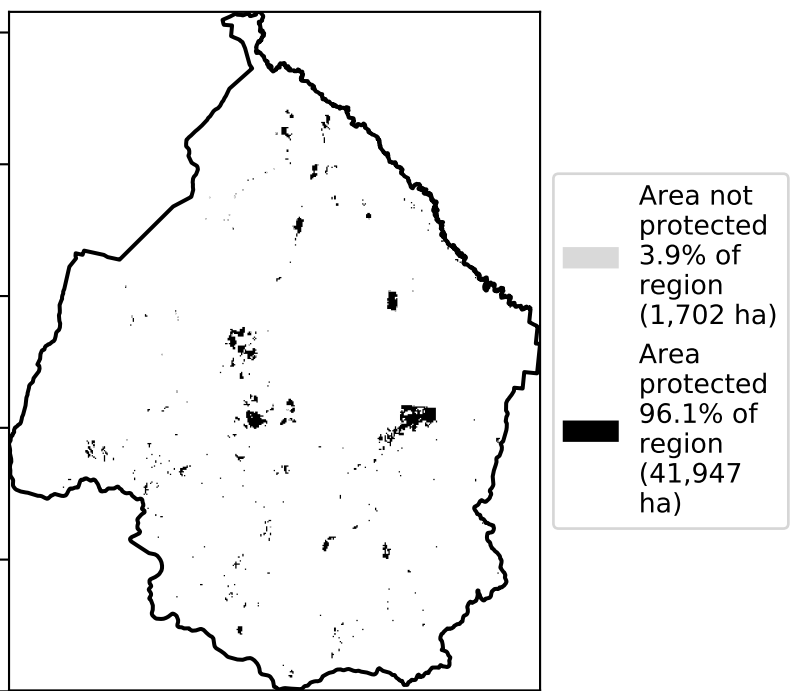 Area not
protected
3.9% of
region
(1,702 ha)
Area
protected
96.1% of
region
(41,947
ha)